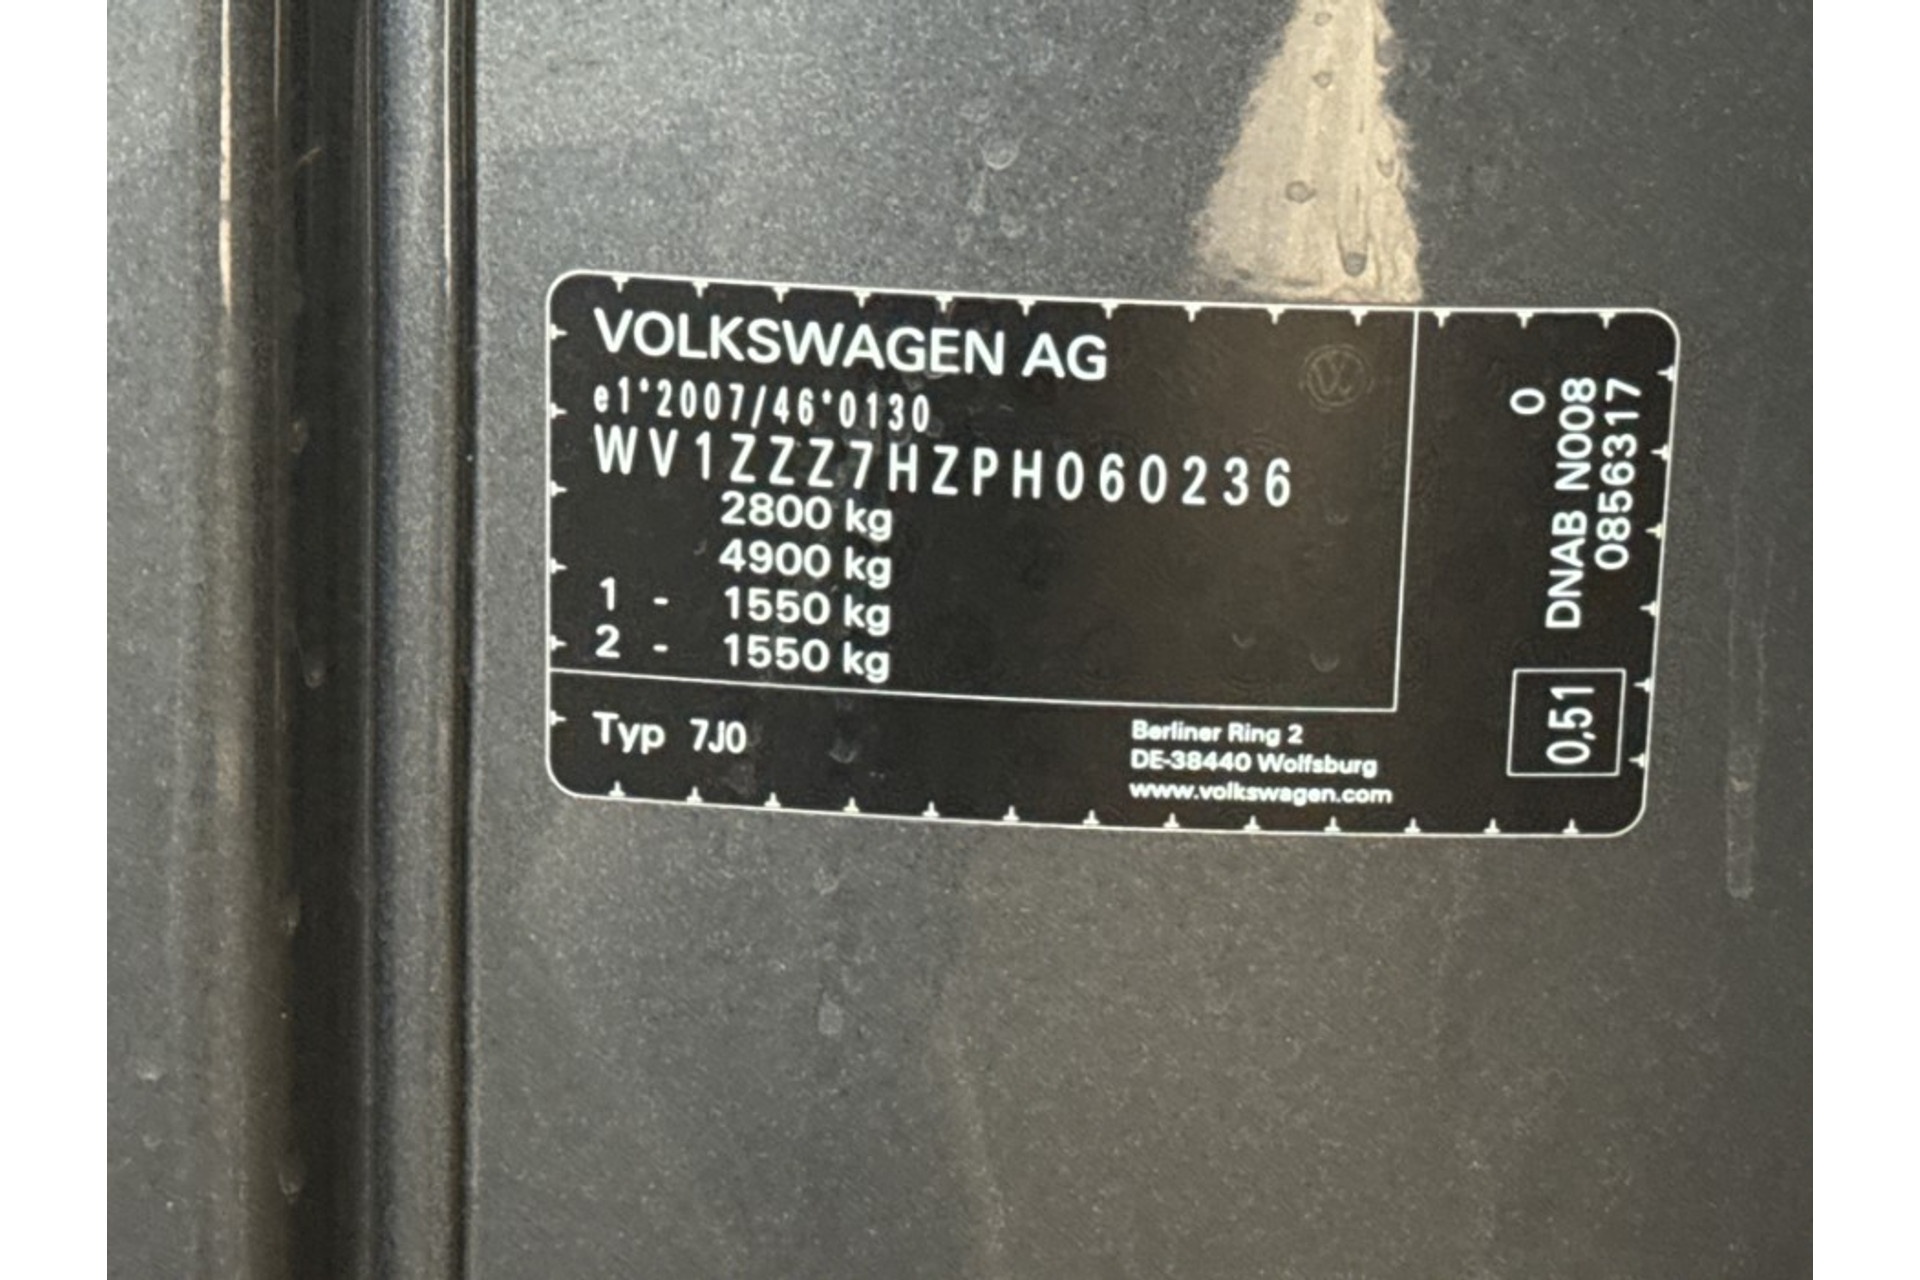 VOLKSWAGEN AG
e1*2007/46*0130
WV1ZZZ7HZPH060236
2800 kg
4900 kg
1 - 1550 kg
2 - 1550 kg
Typ 7J0
Berliner Ring 2
DE-38440 Wolfsburg
www.volkswagen.com
0
DNAB N008
0856317
0,51